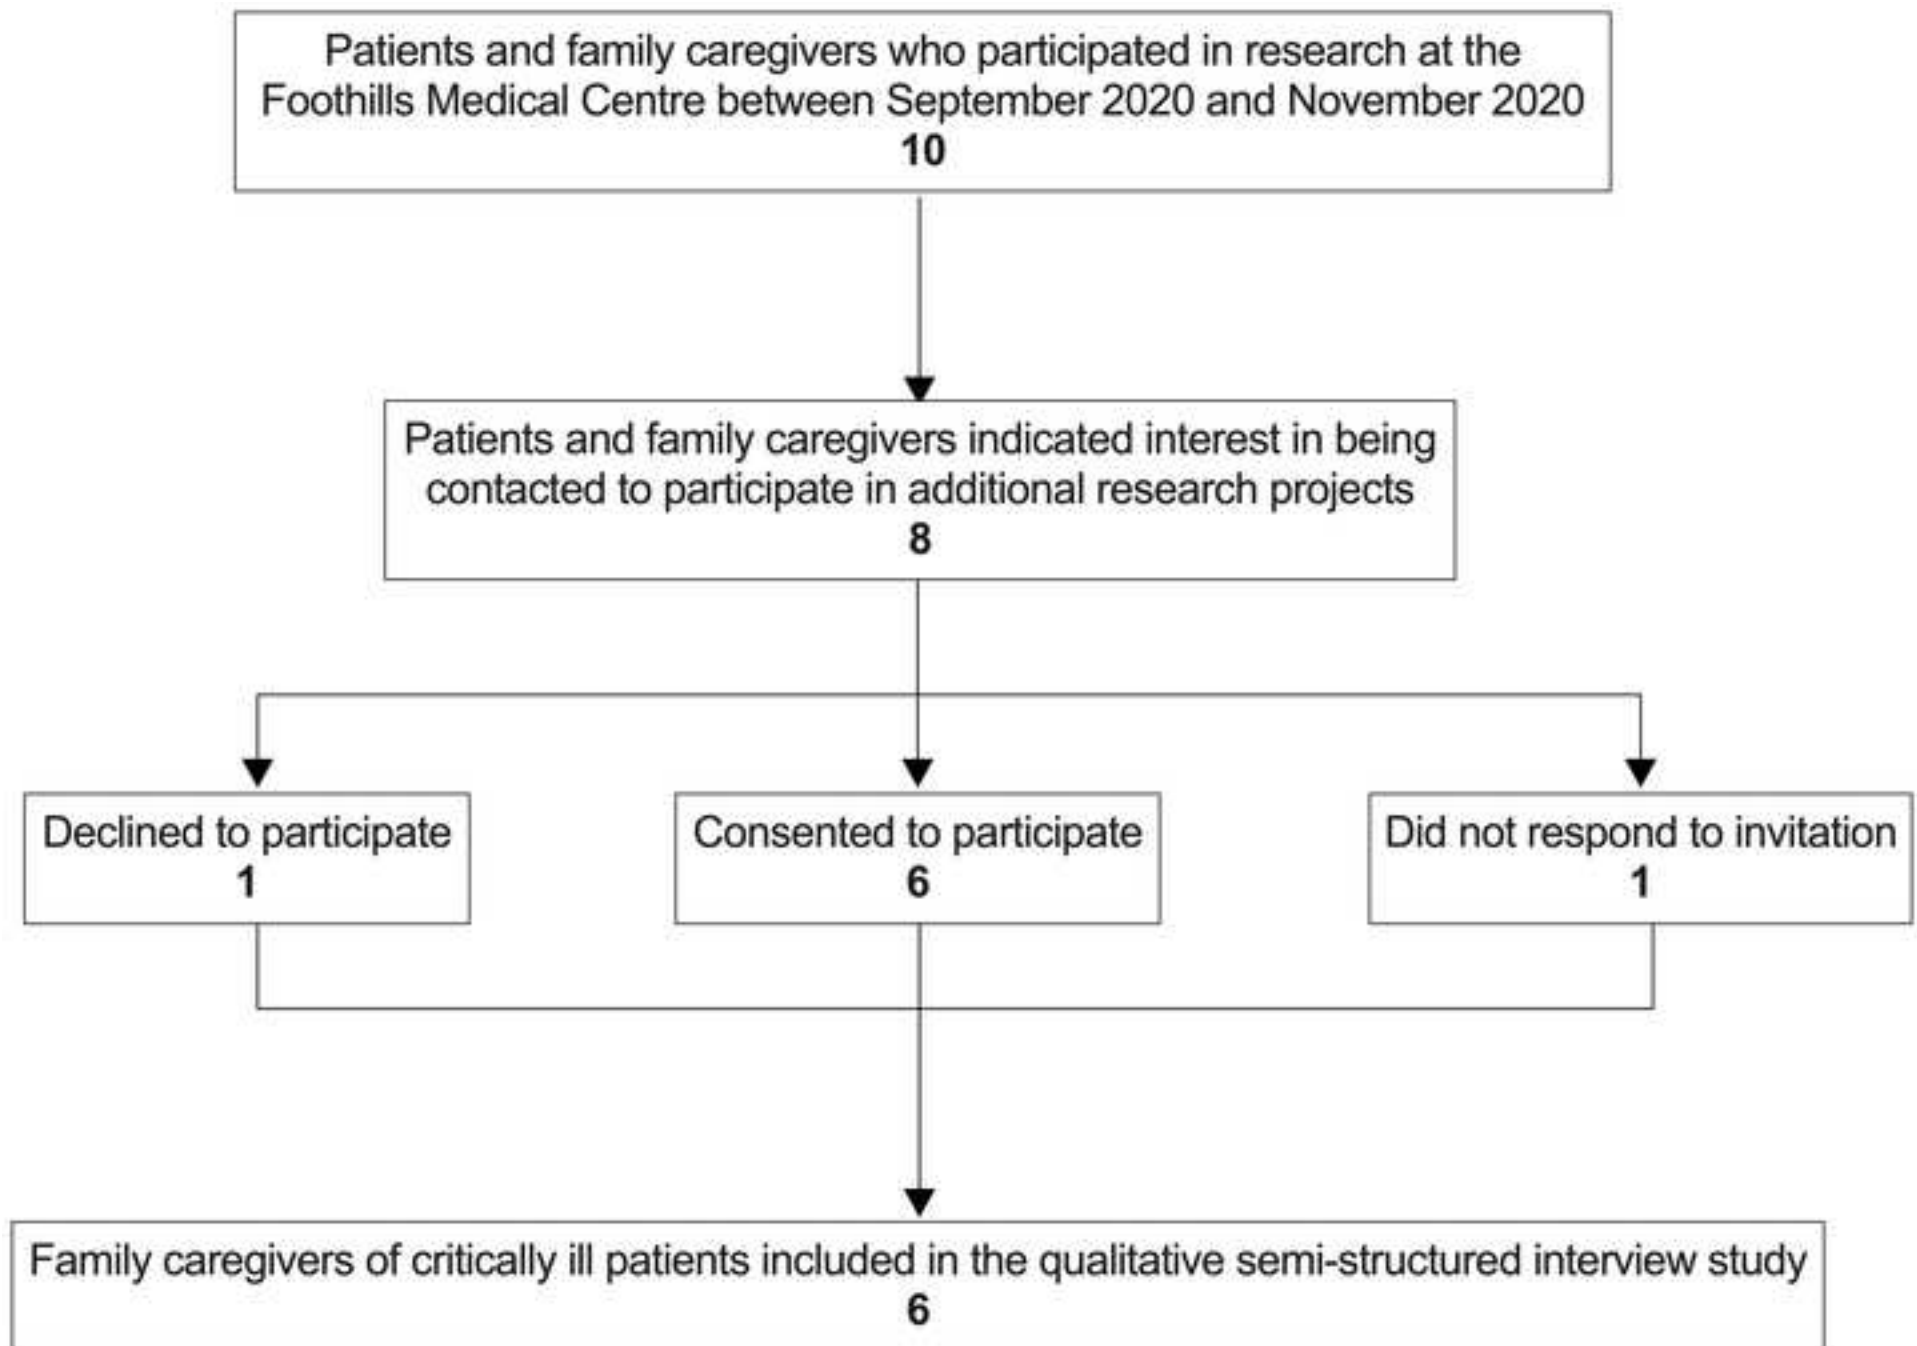 Patients and family caregivers who participated in research at the
Foothills Medical Centre between September 2020 and November 2020
10
Patients and family caregivers indicated interest in being
contacted to participate in additional research projects
8
Declined to participate
1
Consented to participate
6
Did not respond to invitation
1
Family caregivers of critically ill patients included in the qualitative semi-structured interview study
6